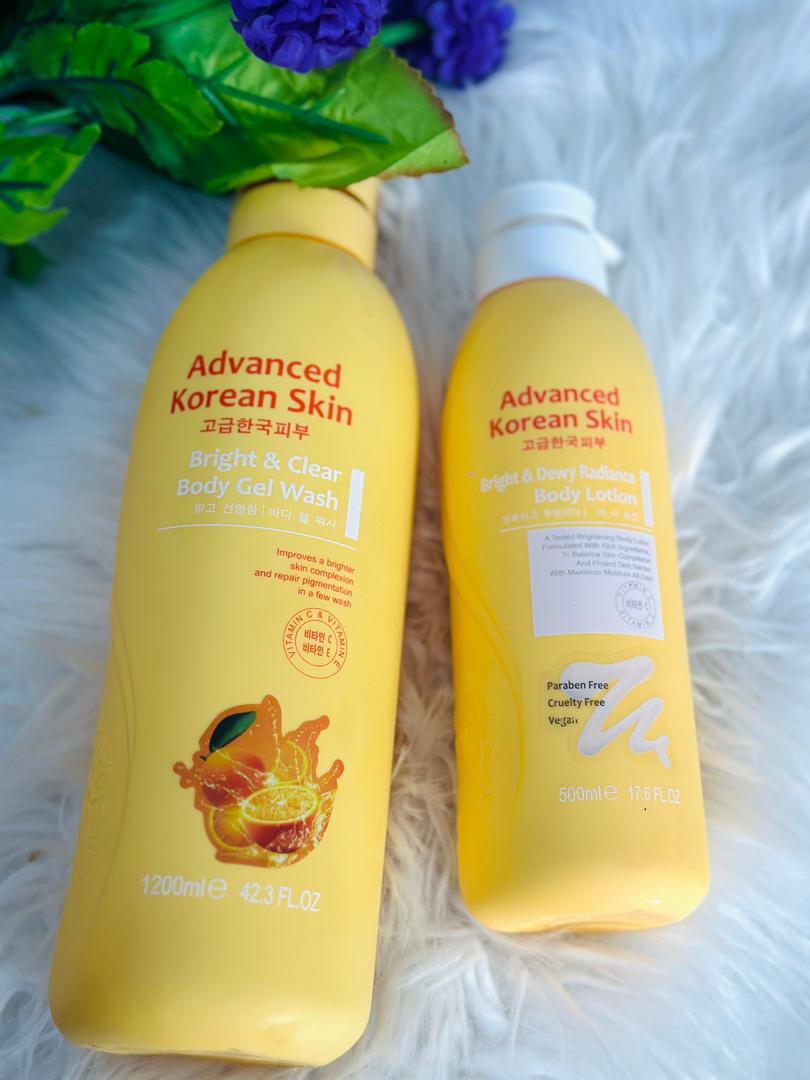 Advanced
Korean Skin
고급한국피부
Bright & Clear
Body Gel Wash
밝고 선명함 | 바디 젤 워시
Improves a brighter
skin complexion
and repair pigmentation
in a few wash
VITAMIN C & VITAMIN E
비타민 C
비타민 E
1200ml℮ 42.3 FL.OZ
Advanced
Korean Skin
고급한국피부
Bright & Dewy Radiance
Body Lotion
A Tested Brightening Body Lotion
Formulated With Rich Ingredients,
To Balance Skin Complexion,
And Protect Skin Barrier,
With Maximum Moisture All Day!
VITAMIN C
비타민 C
Paraben Free
Cruelty Free
Vegan
500ml℮ 17.6 FL.OZ